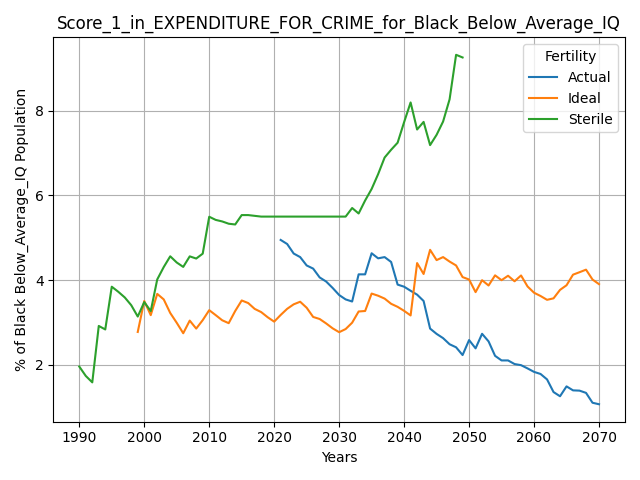 Score_1_in_EXPENDITURE_FOR_CRIME_for_Black_Below_Average_IQ
% of Black Below_Average_IQ Population
8
6
4
2
Fertility
Actual
Ideal
Sterile
1990 2000 2010 2020 2030 2040 2050 2060 2070
Years